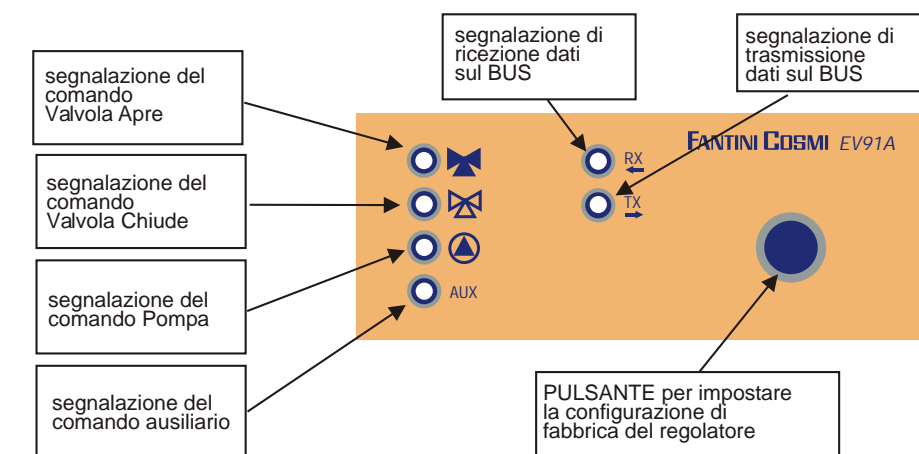 segnalazione del
comando
Valvola Apre
segnalazione di
ricezione dati
sul BUS
segnalazione di
trasmissione
dati sul BUS
FANTINI COSMI EV91A
RX
segnalazione del
comando
Valvola Chiude
TX
segnalazione del
comando Pompa
AUX
segnalazione del
comando ausiliario
PULSANTE per impostare
la configurazione di
fabbrica del regolatore